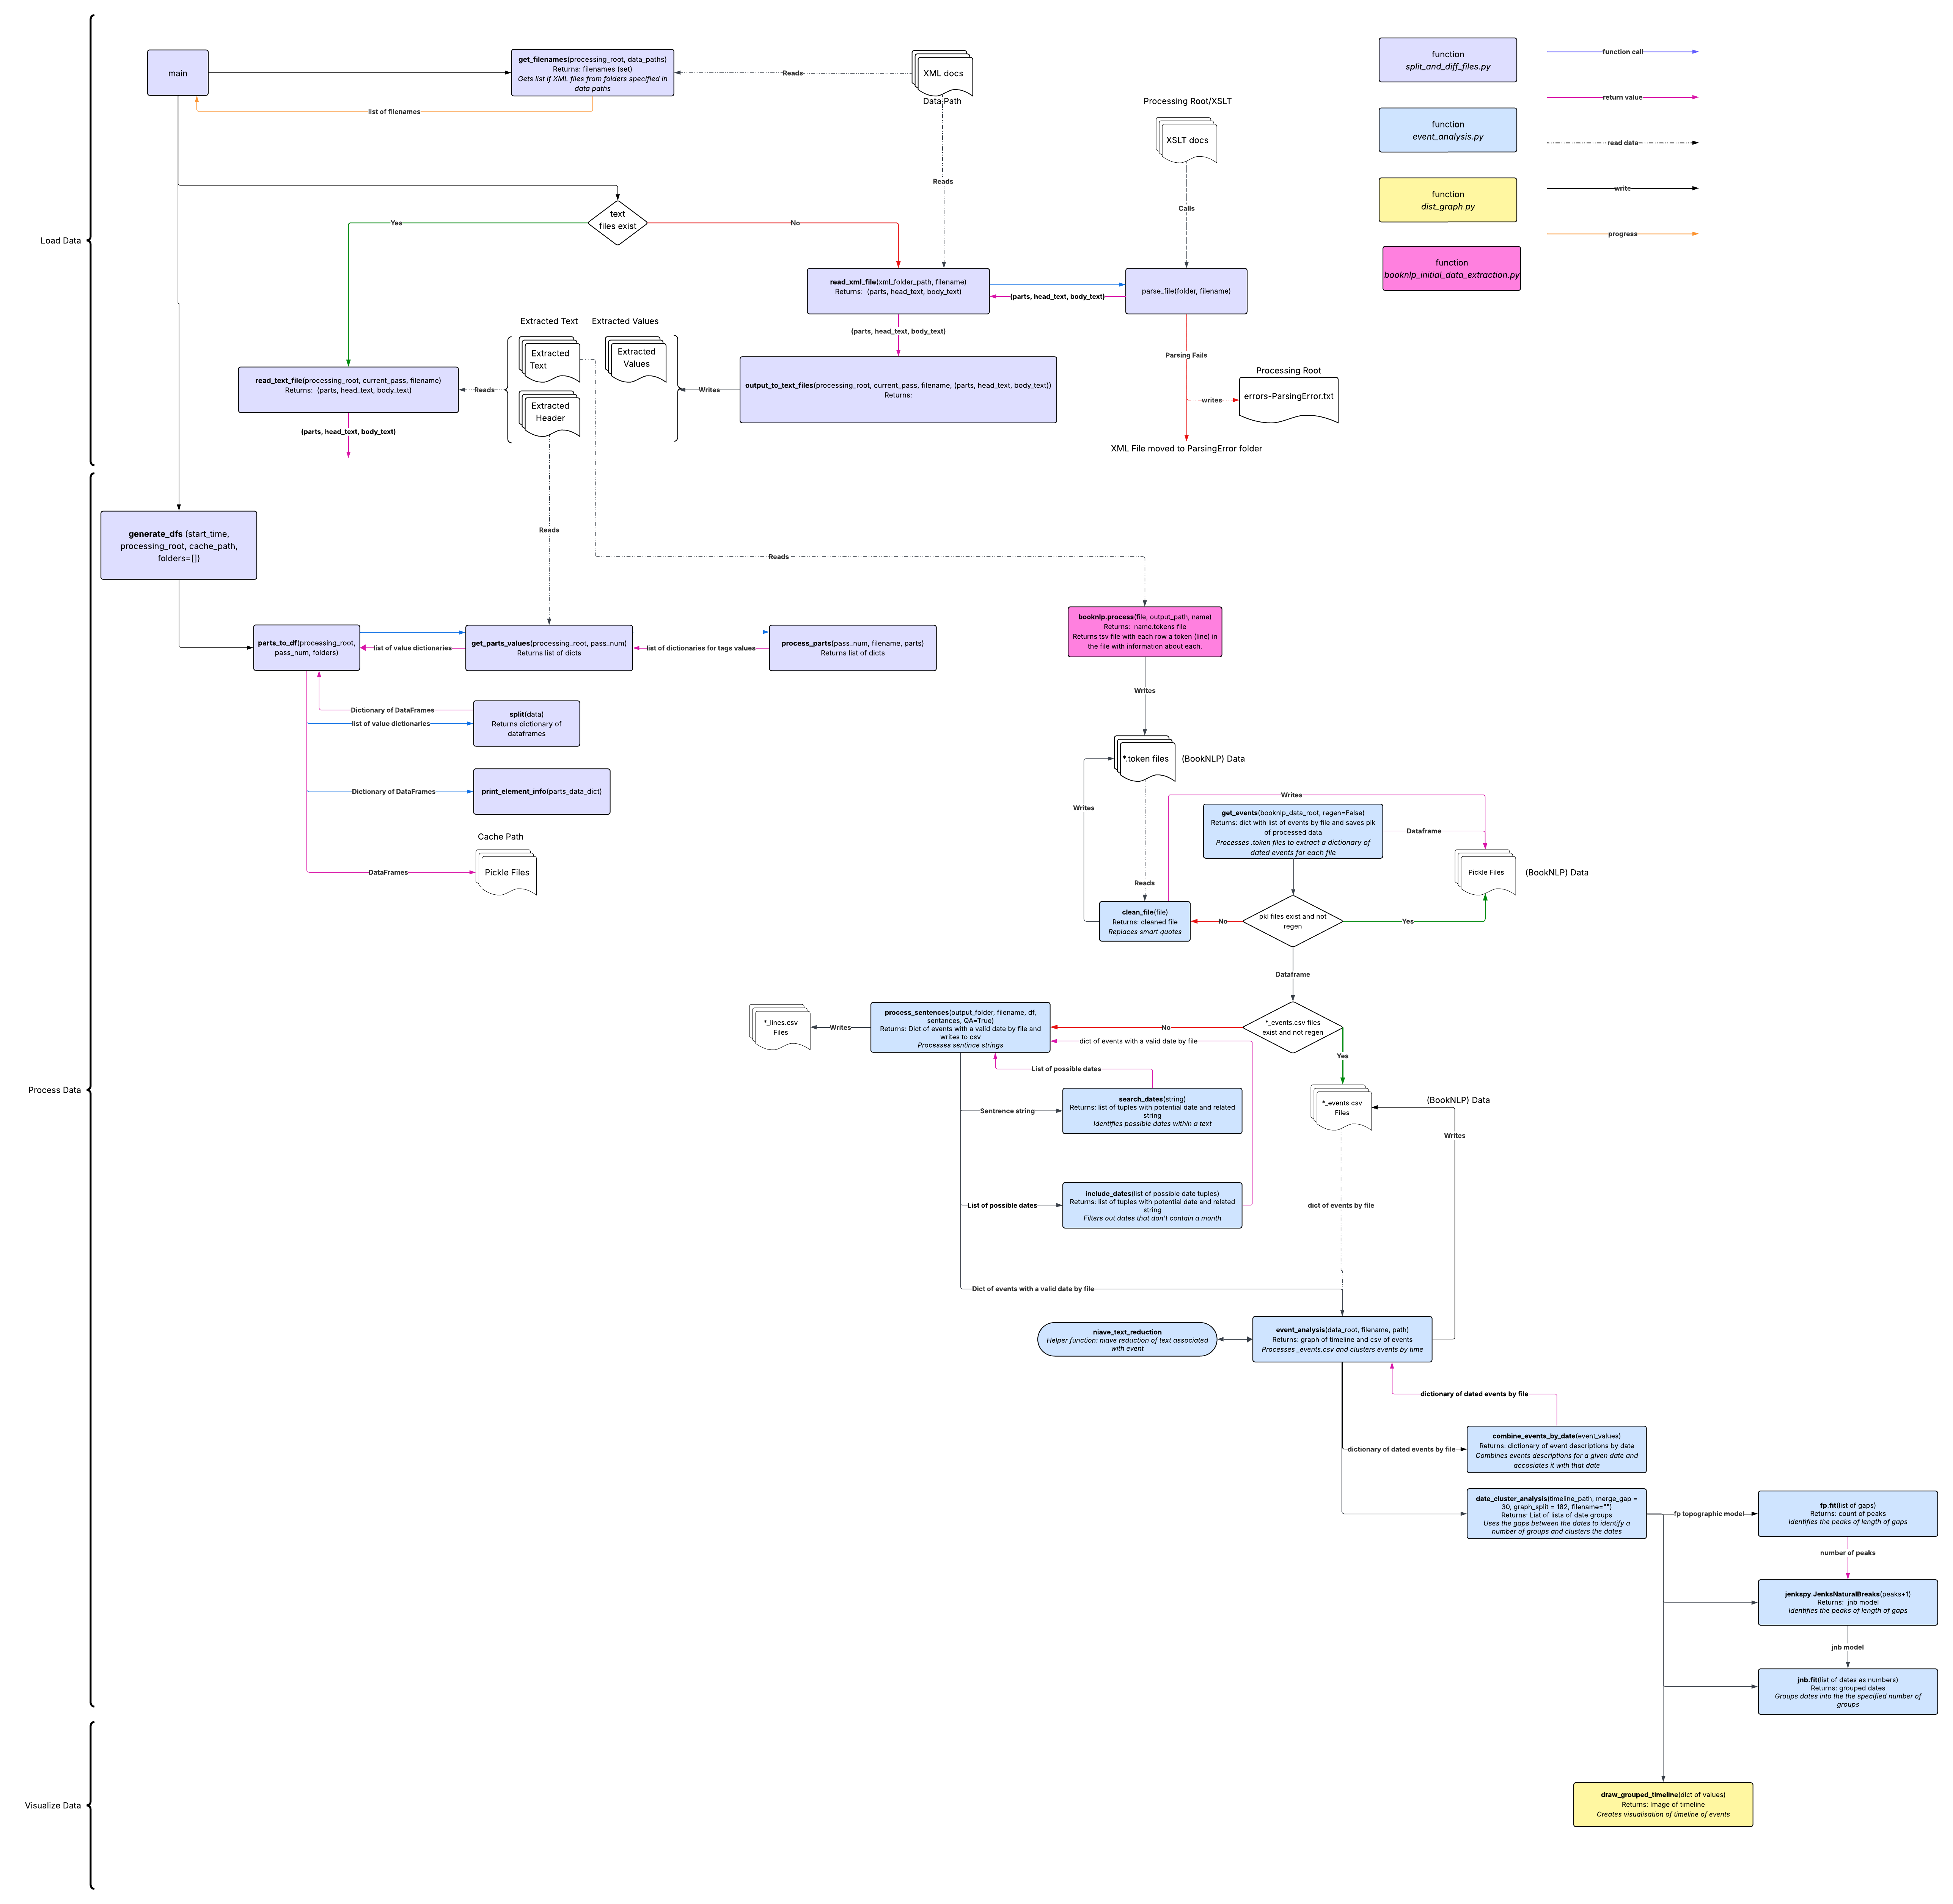 main
get_filenames(processing_root, data_paths)
Returns: filenames (set)
Gets list if XML files from folders specified in
data paths
Reads
XML docs
Data Path
list of filenames
Processing Root/XSLT
XSLT docs
function
split_and_diff_files.py
function call
return value
function
event_analysis.py
read data
function
dist_graph.py
write
progress
function
booknlp_initial_data_extraction.py
Reads
Calls
text
files exist
Yes
No
Load Data
read_xml_file(xml_folder_path, filename)
Returns: (parts, head_text, body_text)
(parts, head_text, body_text)
parse_file(folder, filename)
(parts, head_text, body_text)
Parsing Fails
Extracted Text
Extracted Values
Extracted
Text
Extracted
Values
Extracted
Header
read_text_file(processing_root, current_pass, filename)
Returns: (parts, head_text, body_text)
Reads
Writes
output_to_text_files(processing_root, current_pass, filename, (parts, head_text, body_text))
Returns:
Processing Root
errors-ParsingError.txt
writes
(parts, head_text, body_text)
XML File moved to ParsingError folder
generate_dfs (start_time,
processing_root, cache_path,
folders=[])
Reads
Reads
parts_to_df(processing_root,
pass_num, folders)
list of value dictionaries
get_parts_values(processing_root, pass_num)
Returns list of dicts
list of dictionaries for tags values
process_parts(pass_num, filename, parts)
Returns list of dicts
booknlp.process(file, output_path, name)
Returns: name.tokens file
Returns tsv file with each row a token (line) in
the file with information about each.
Writes
Dictionary of DataFrames
list of value dictionaries
split(data)
Returns dictionary of
dataframes
*.token files
(BookNLP) Data
Dictionary of DataFrames
print_element_info(parts_data_dict)
Writes
Writes
get_events(booknlp_data_root, regen=False)
Returns: dict with list of events by file and saves plk
of processed data
Processes .token files to extract a dictionary of
dated events for each file
Dataframe
Cache Path
DataFrames
Pickle Files
Pickle Files
(BookNLP) Data
Reads
clean_file(file)
Returns: cleaned file
Replaces smart quotes
No
pkl files exist and not
regen
Yes
Dataframe
*_lines.csv
Files
Writes
process_sentences(output_folder, filename, df,
sentances, QA=True)
Returns: Dict of events with a valid date by file and
writes to csv
Processes sentince strings
No
*_events.csv files
exist and not regen
dict of events with a valid date by file
Yes
List of possible dates
Process Data
Sentrence string
search_dates(string)
Returns: list of tuples with potential date and related
string
Identifies possible dates within a text
*_events.csv
Files
(BookNLP) Data
Writes
List of possible dates
include_dates(list of possible date tuples)
Returns: list of tuples with potential date and related
string
Filters out dates that don't contain a month
dict of events by file
Dict of events with a valid date by file
niave_text_reduction
Helper function: niave reduction of text associated
with event
event_analysis(data_root, filename, path)
Returns: graph of timeline and csv of events
Processes _events.csv and clusters events by time
dictionary of dated events by file
dictionary of dated events by file
combine_events_by_date(event_values)
Returns: dictionary of event descriptions by date
Combines events descriptions for a given date and
accosiates it with that date
date_cluster_analysis(timeline_path, merge_gap =
30, graph_split = 182, filename="")
Returns: List of lists of date groups
Uses the gaps between the dates to identify a
number of groups and clusters the dates
fp topographic model
fp.fit(list of gaps)
Returns: count of peaks
Identifies the peaks of length of gaps
number of peaks
jenkspy.JenksNaturalBreaks(peaks+1)
Returns: jnb model
Identifies the peaks of length of gaps
jnb model
jnb.fit(list of dates as numbers)
Returns: grouped dates
Groups dates into the the specified number of
groups
Visualize Data
draw_grouped_timeline(dict of values)
Returns: Image of timeline
Creates visualisation of timeline of events